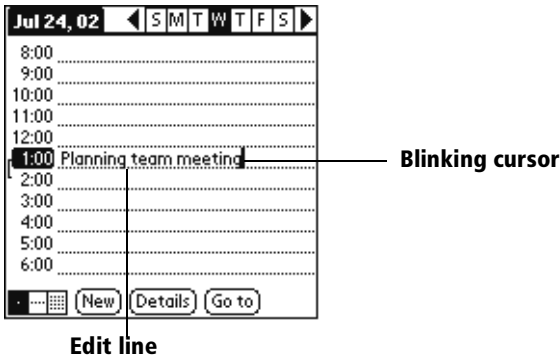 Jul 24, 02 S M T W T F S
8:00
9:00
10:00
11:00
12:00
1:00 Planning team meeting
Blinking cursor
2:00
3:00
4:00
5:00
6:00
New Details Go to
Edit line